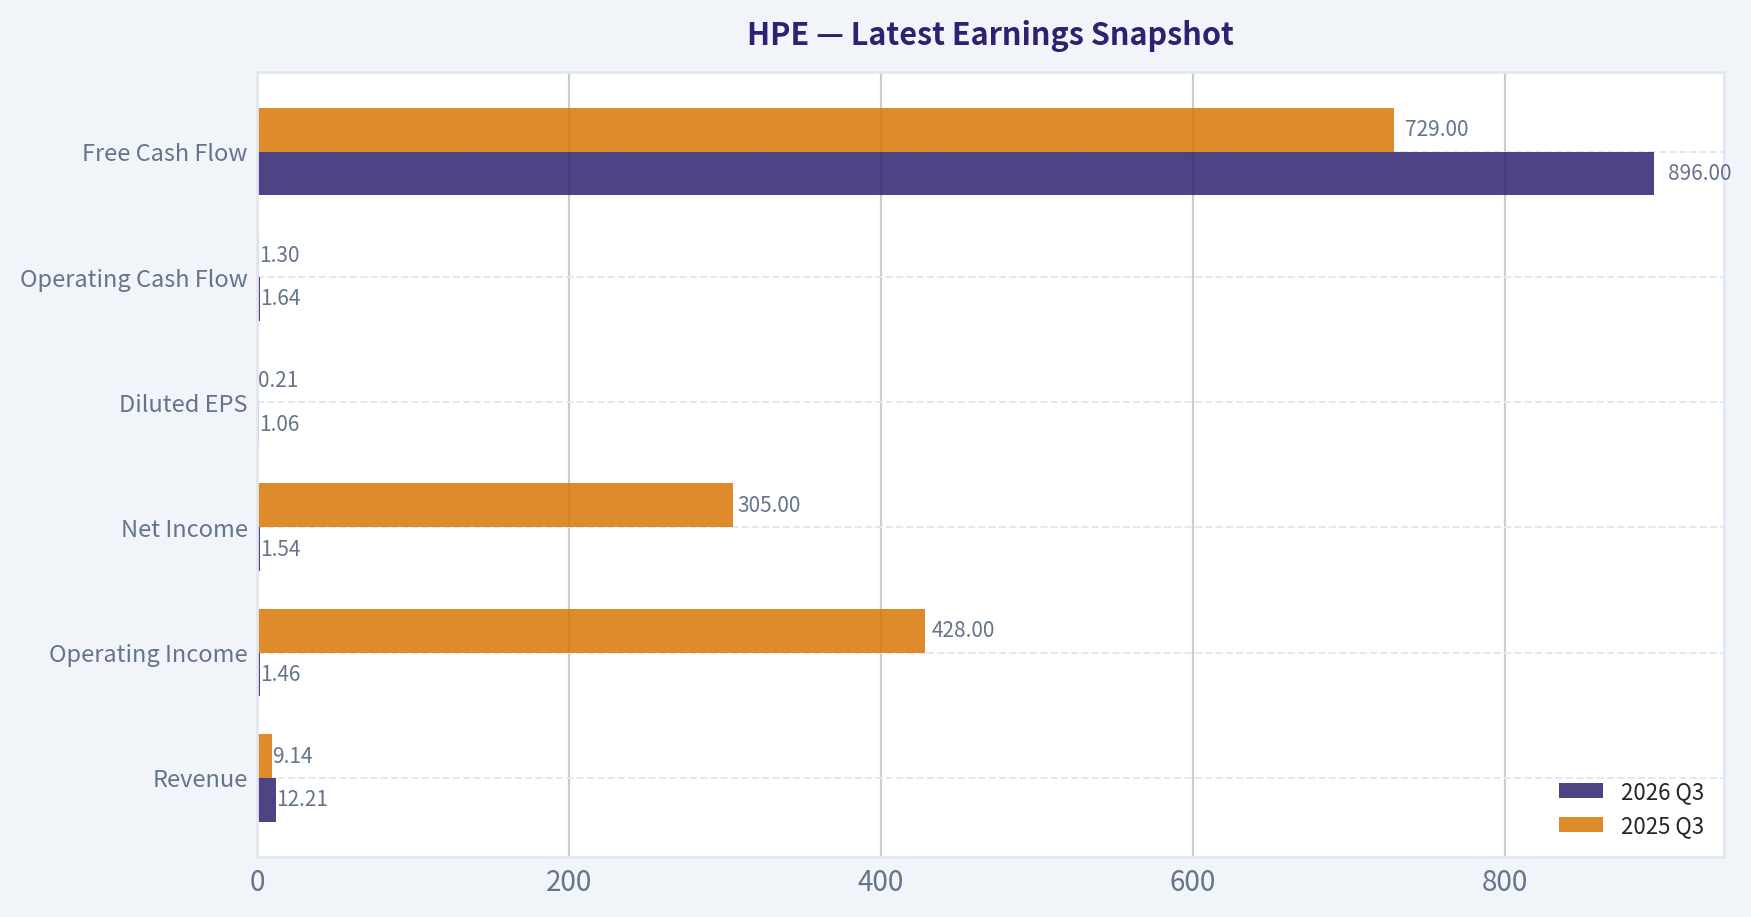 HPE — Latest Earnings Snapshot
Free Cash Flow
729.00
896.00
Operating Cash Flow
1.30
1.64
Diluted EPS
0.21
1.06
Net Income
305.00
1.54
Operating Income
428.00
1.46
Revenue
9.14
12.21
2026 Q3
2025 Q3
0 200 400 600 800